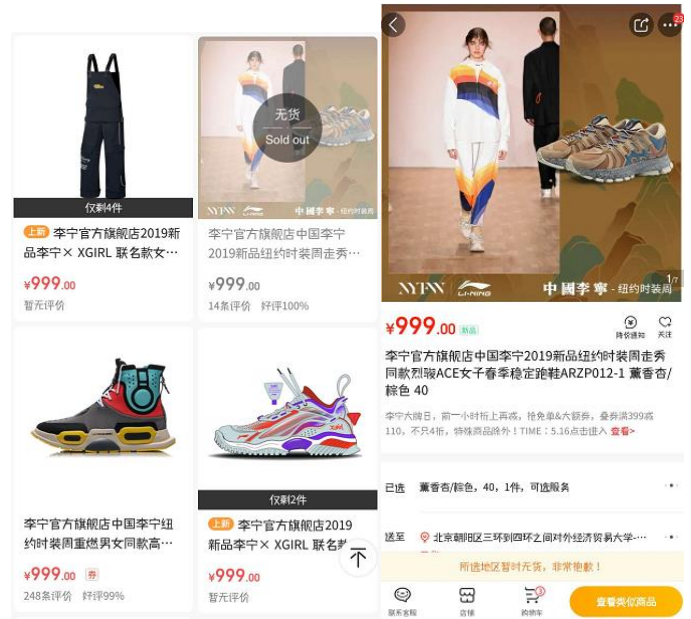 仅剩4件
上新 李宁官方旗舰店2019新
品李宁× XGIRL 联名款女…
¥999.00
暂无评价
无货
Sold out
NYFW LI-NING 中國李寧 - 纽约时装周
李宁官方旗舰店中国李宁
2019新品纽约时装周走秀…
¥999.00
14条评价 好评100%
李宁官方旗舰店中国李宁纽
约时装周重燃男女同款高…
¥999.00 券
248条评价 好评99%
仅剩2件
上新 李宁官方旗舰店2019
新品李宁× XGIRL 联名款
¥999.00
暂无评价
23
NYFW LI-NING 中國李寧 - 纽约时装周
1/7
¥999.00 新品
降价通知 关注
李宁官方旗舰店中国李宁2019新品纽约时装周走秀
同款烈骏ACE女子春季稳定跑鞋ARZP012-1 薰香杏/
粽色 40
李宁大牌日，前一小时折上再减，抢免单&大额券，叠券满399减
110，不只4折，特殊商品除外！TIME：5.16点击进入 查看>
已选 薰香杏/粽色，40，1件，可选服务
送至 北京朝阳区三环到四环之间对外经济贸易大学-…
所选地区暂时无货，非常抱歉！
联系客服 店铺 购物车 3 查看类似商品